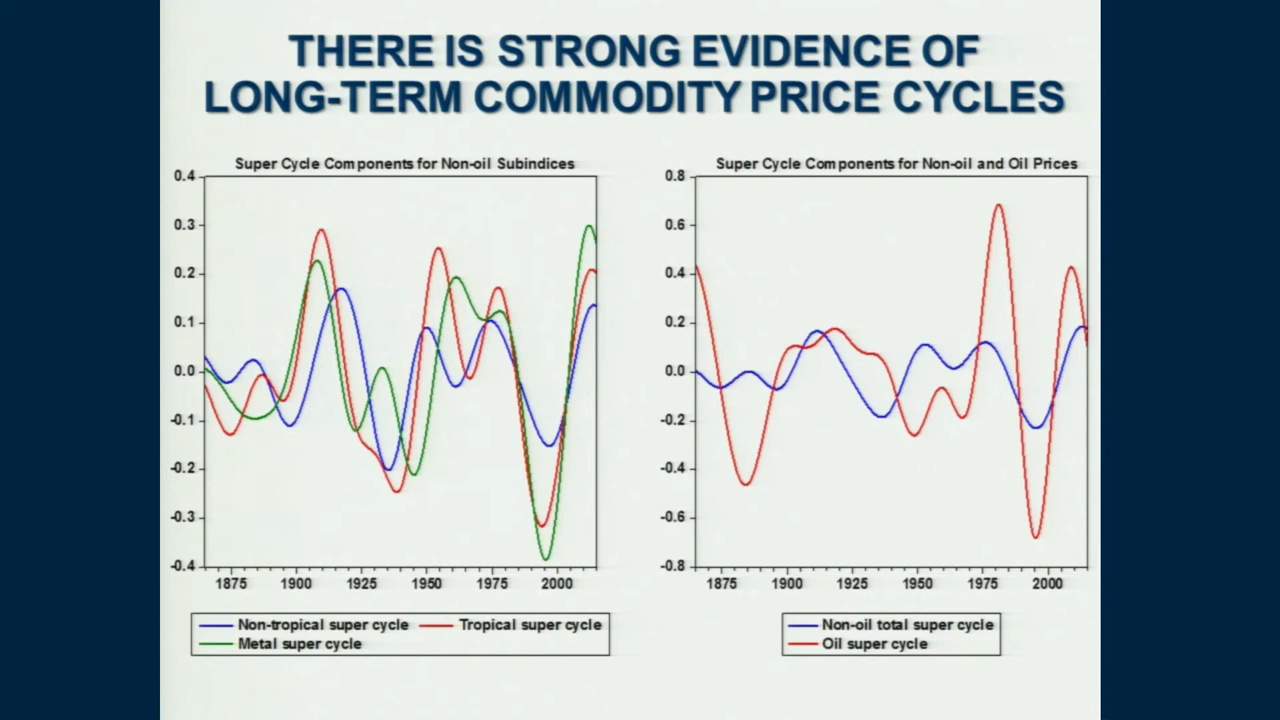 THERE IS STRONG EVIDENCE OF
LONG-TERM COMMODITY PRICE CYCLES
Super Cycle Components for Non-oil Subindices
0.4
0.3
0.2
0.1
0.0
-0.1
-0.2
-0.3
-0.4
1875 1900 1925 1950 1975 2000
Non-tropical super cycle Tropical super cycle
Metal super cycle
Super Cycle Components for Non-oil and Oil Prices
0.8
0.6
0.4
0.2
0.0
-0.2
-0.4
-0.6
-0.8
1875 1900 1925 1950 1975 2000
Non-oil total super cycle
Oil super cycle